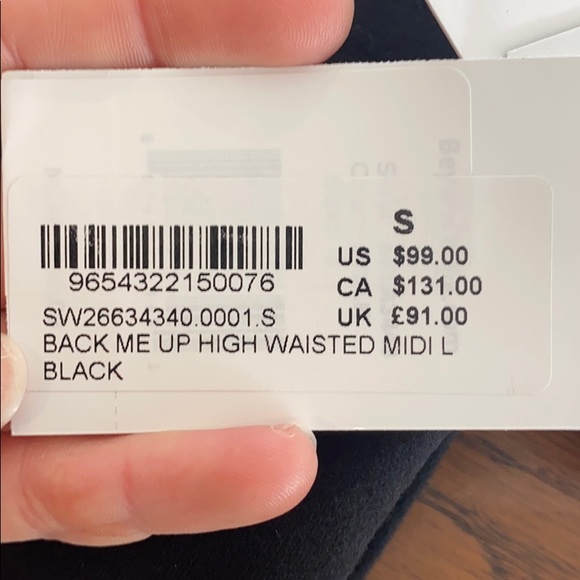 S
US $99.00
CA $131.00
UK £91.00
9654322150076
SW26634340.0001.S
BACK ME UP HIGH WAISTED MIDI L
BLACK